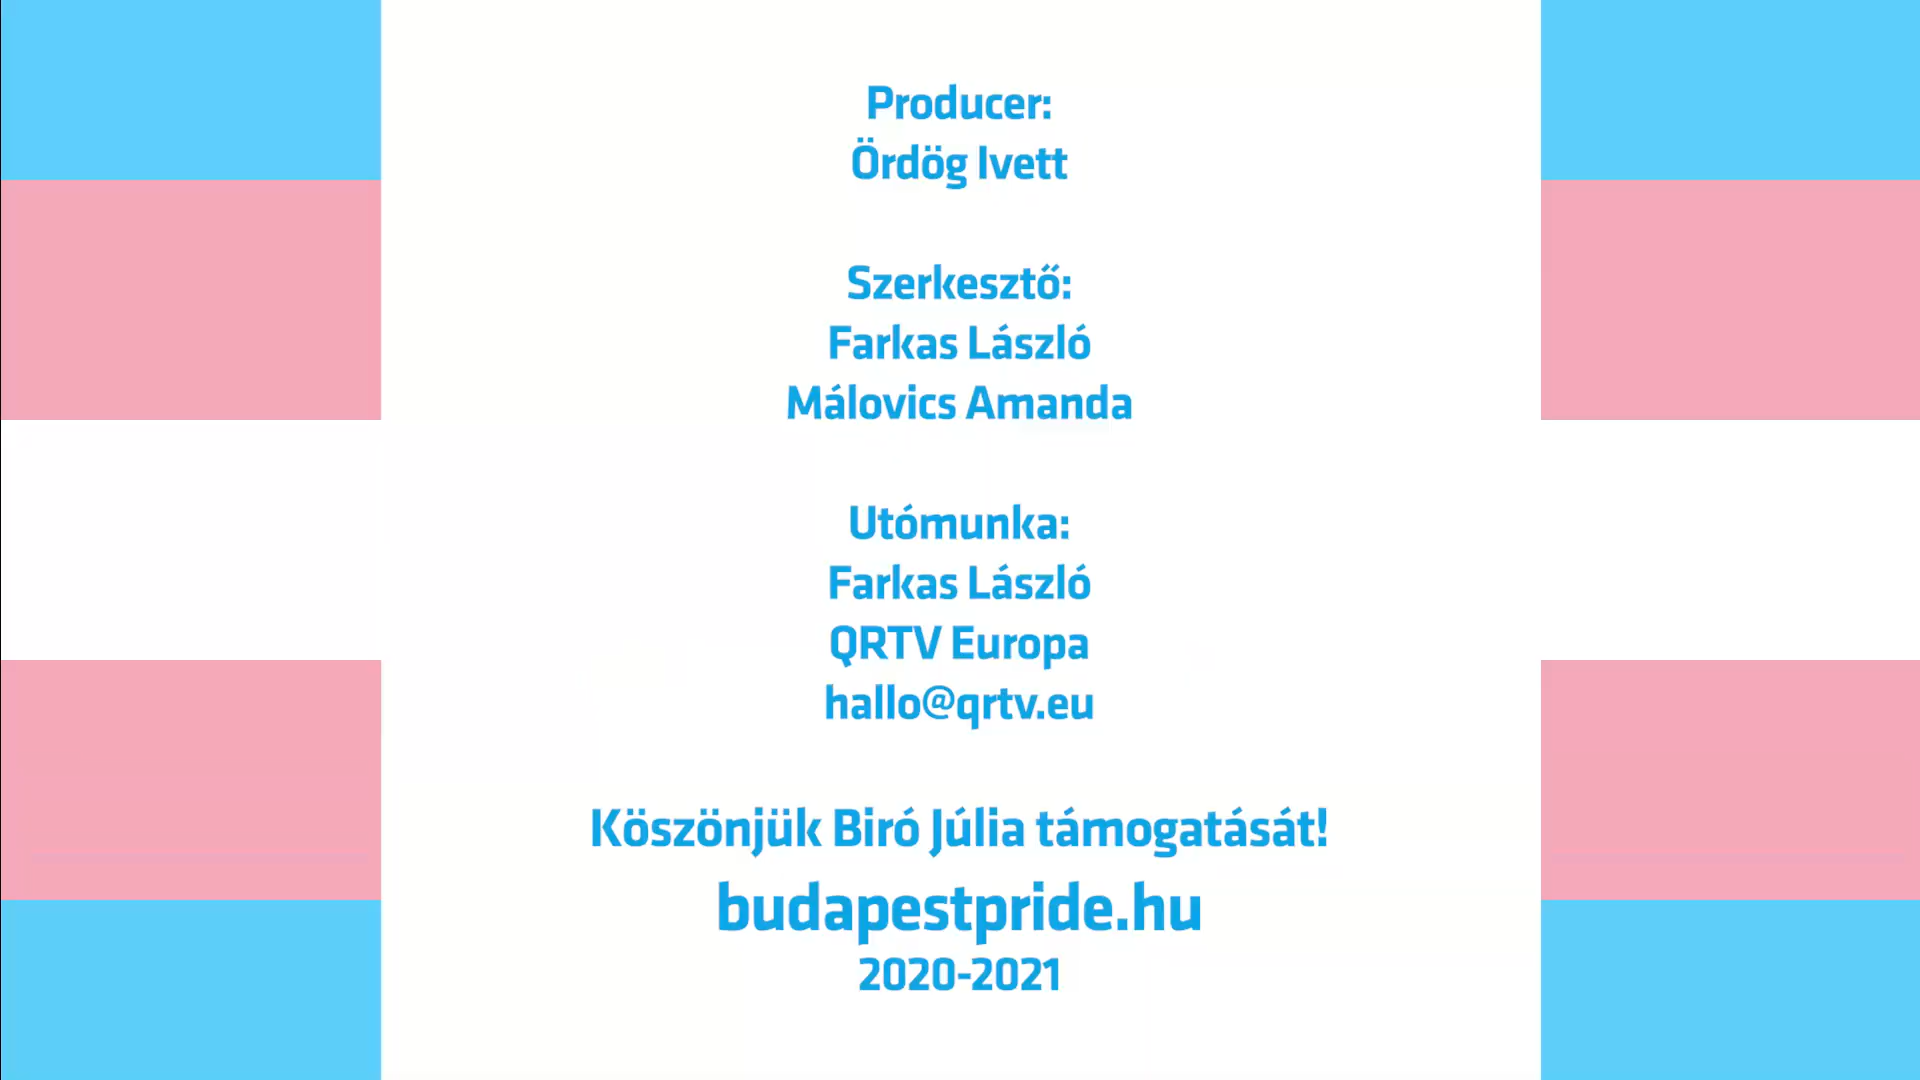 Producer:
Ördög Ivett
Szerkesztő:
Farkas László
Málovics Amanda
Utómunka:
Farkas László
QRTV Europa
hallo@qrtv.eu
Köszönjük Biró Júlia támogatását!
budapestpride.hu
2020-2021